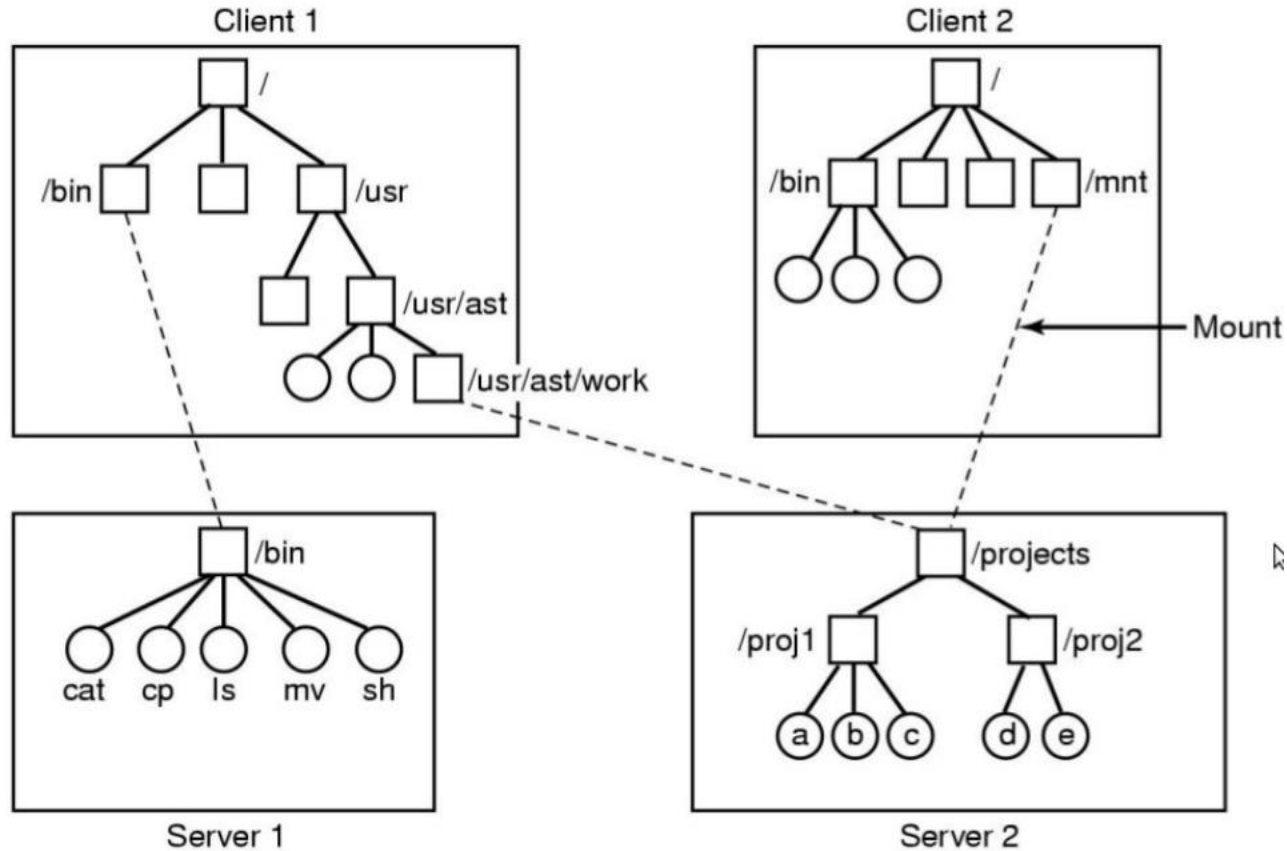 Client 1
Client 2
/
/
/bin
/usr
/bin
/mnt
/usr/ast
Mount
/usr/ast/work
/bin
/projects
/proj1
/proj2
cat cp ls mv sh
a b c d e
Server 1
Server 2